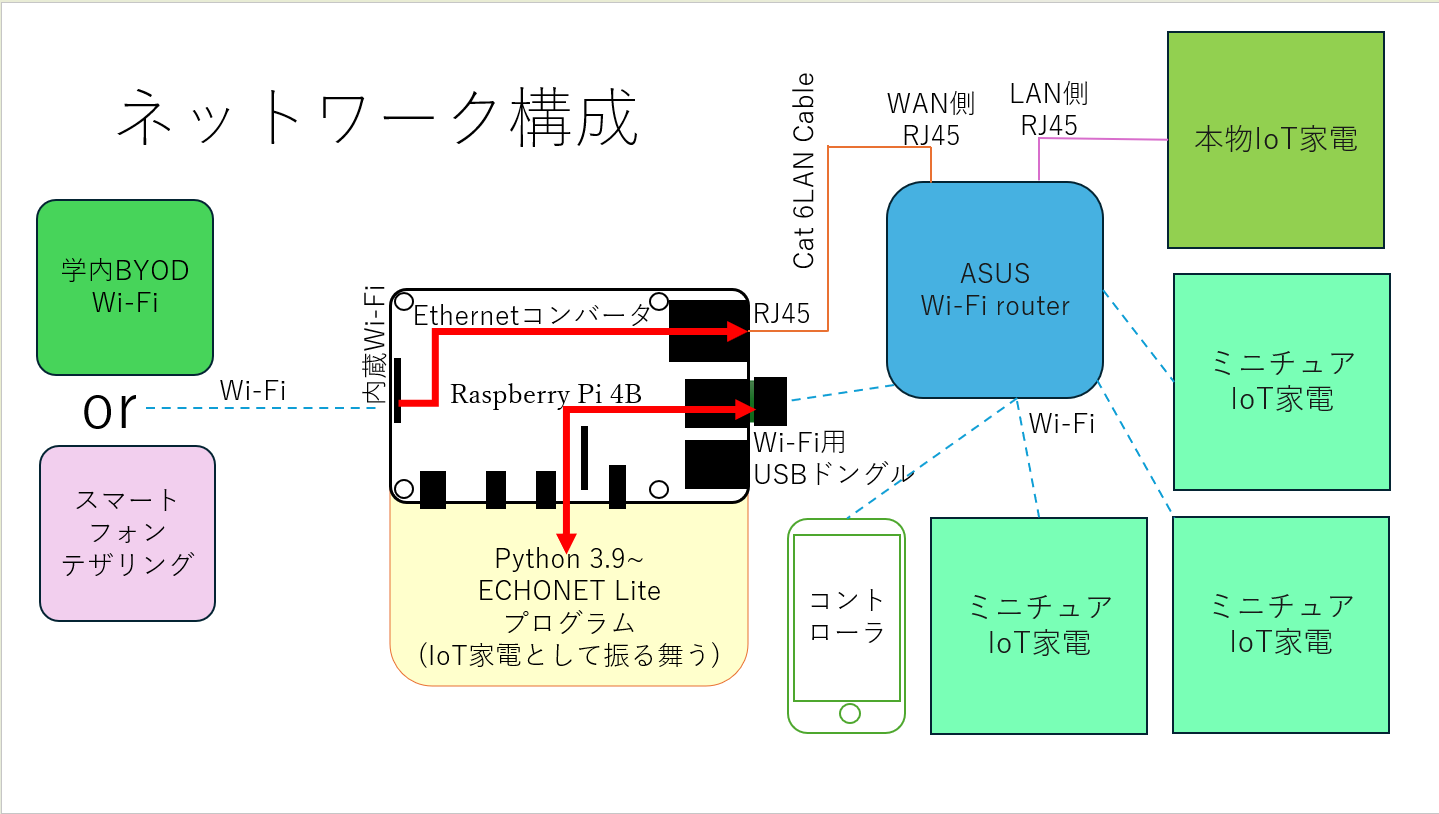 ネットワーク構成
学内BYOD
Wi-Fi
or
スマート
フォン
テザリング
Wi-Fi
内蔵Wi-Fi
Ethernetコンバータ
Raspberry Pi 4B
RJ45
Wi-Fi用
USBドングル
Python 3.9~
ECHONET Lite
プログラム
（IoT家電として振る舞う）
Cat 6LAN Cable
WAN側
RJ45
LAN側
RJ45
ASUS
Wi-Fi router
Wi-Fi
本物IoT家電
ミニチュア
IoT家電
コント
ローラ
ミニチュア
IoT家電
ミニチュア
IoT家電